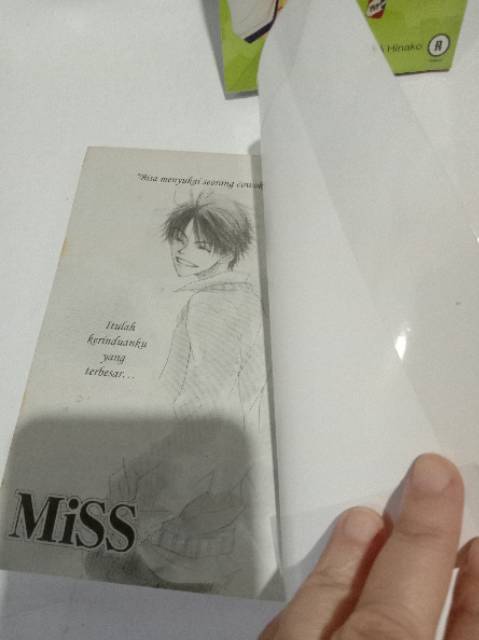 Hinako
R
"Bisa menyukai seorang cowok
Itulah
kerinduanku
yang
terbesar...
MiSS